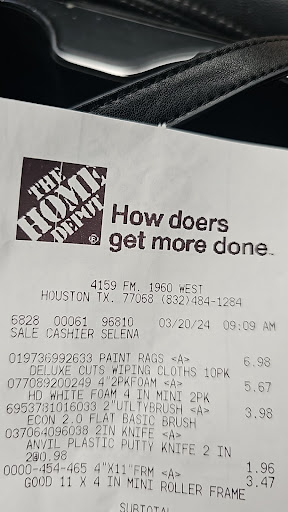 THE
HOME
DEPOT
®
How doers
get more done™
4159 FM. 1960 WEST
HOUSTON TX. 77068 (832)484-1284
6828 00061 96810 03/20/24 09:09 AM
SALE CASHIER SELENA
019736992633 PAINT RAGS <A> 6.98
DELUXE CUTS WIPING CLOTHS 10PK
077089200249 4"2PKFOAM <A> 5.67
HD WHITE FOAM 4 IN MINI 2PK
6953781016033 2"UTLTYBRUSH <A> 3.98
ECON 2.0 FLAT BASIC BRUSH
037064096038 2IN KNIFE <A>
ANVIL PLASTIC PUTTY KNIFE 2 IN
2@0.98 1.96
0000-454-465 4"X11"FRM <A> 3.47
GOOD 11 X 4 IN MINI ROLLER FRAME
SUBTOTAL